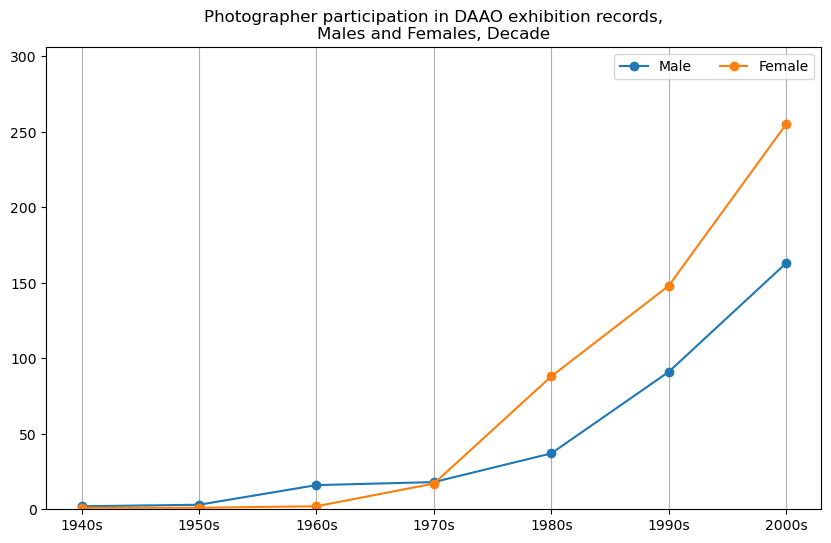 Photographer participation in DAAO exhibition records,
Males and Females, Decade
Male
Female
300
250
200
150
100
50
0
1940s
1950s
1960s
1970s
1980s
1990s
2000s